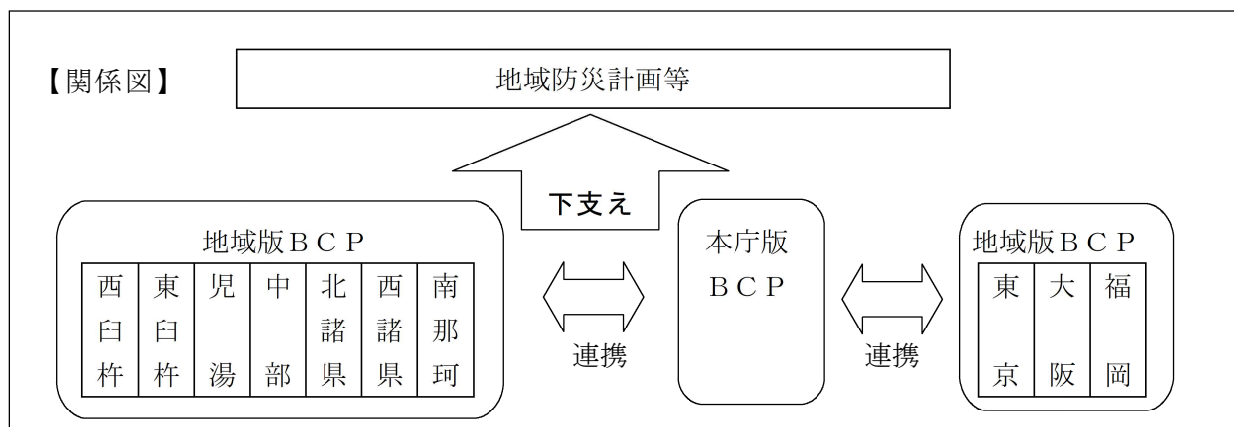 【関係図】
地域防災計画等
下支え
地域版ＢＣＰ
西臼杵
東臼杵
児湯
中部
北諸県
西諸県
南那珂
連携
本庁版
ＢＣＰ
連携
地域版ＢＣＰ
東京
大阪
福岡